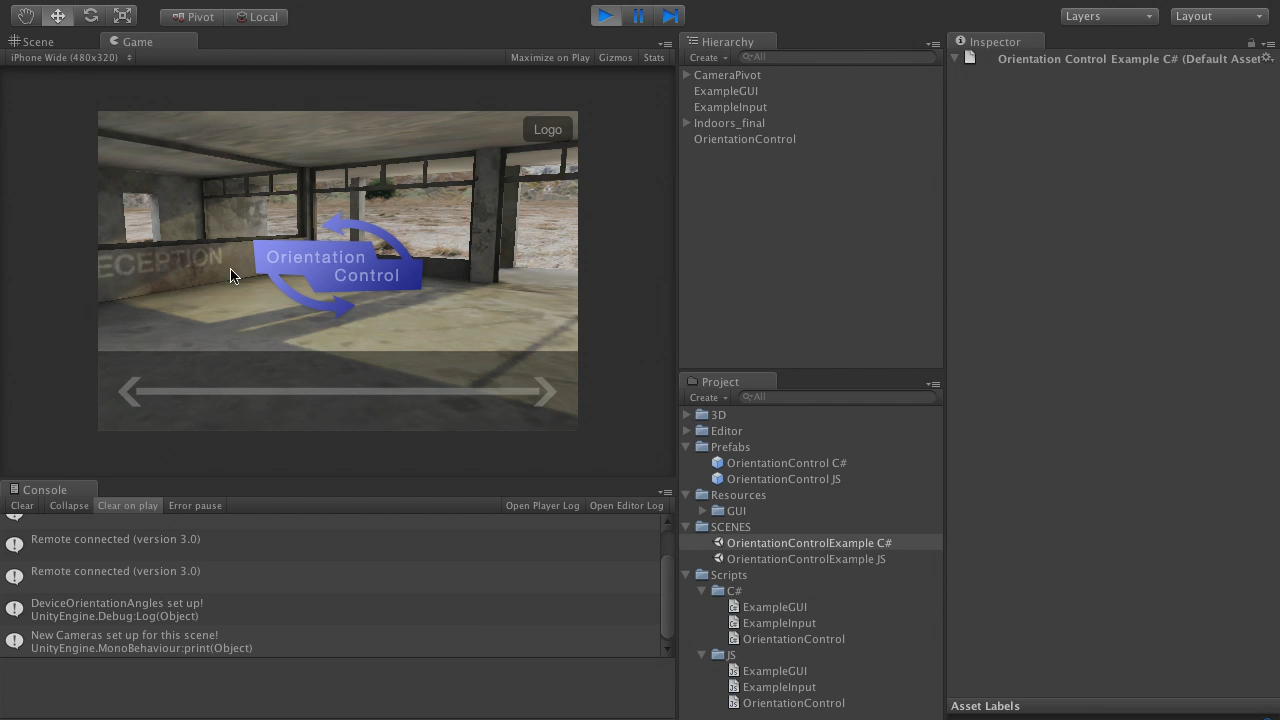 Pivot
Local
Layers
Layout
Scene
Game
iPhone Wide (480x320)
Maximize on Play
Gizmos
Stats
Logo
ECEPTION
Orientation
Control
Console
Clear
Collapse
Clear on play
Error pause
Open Player Log
Open Editor Log
Remote connected (version 3.0)
Remote connected (version 3.0)
DeviceOrientationAngles set up!
UnityEngine.Debug:Log(Object)
New Cameras set up for this scene!
UnityEngine.MonoBehaviour:print(Object)
Hierarchy
Create
All
CameraPivot
ExampleGUI
ExampleInput
Indoors_final
OrientationControl
Project
Create
All
3D
Editor
Prefabs
OrientationControl C#
OrientationControl JS
Resources
GUI
SCENES
OrientationControlExample C#
OrientationControlExample JS
Scripts
C#
ExampleGUI
ExampleInput
OrientationControl
JS
ExampleGUI
ExampleInput
OrientationControl
Inspector
Orientation Control Example C# (Default Asset
Asset Labels